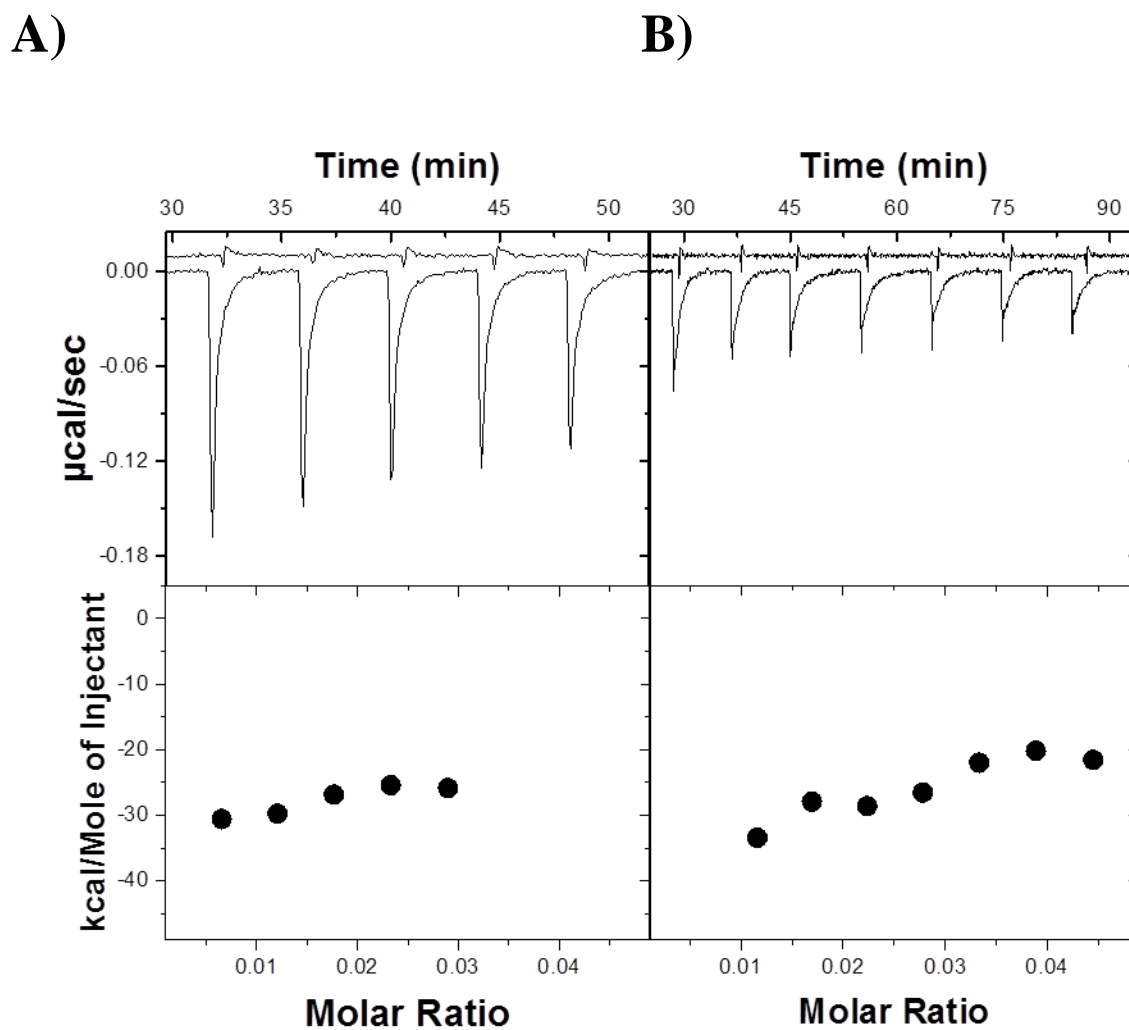 A)
B)
Time (min)
Time (min)
30 35 40 45 50
30 45 60 75 90
0.00
-0.06
-0.12
-0.18
µcal/sec
0
-10
-20
-30
-40
kcal/Mole of Injectant
0.01 0.02 0.03 0.04
0.01 0.02 0.03 0.04
Molar Ratio
Molar Ratio